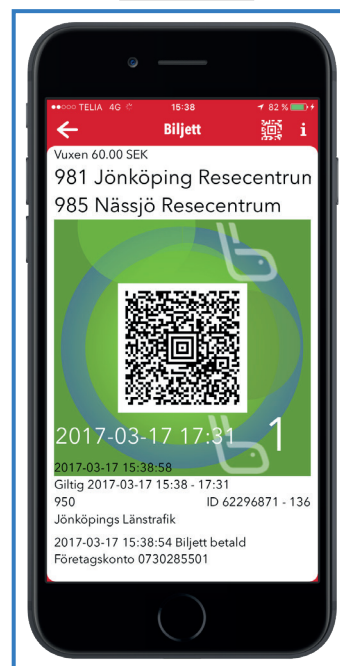 TELIA 4G 15:38 82 %
Biljett i
Vuxen 60.00 SEK
981 Jönköping Resecentrun
985 Nässjö Resecentrum
2017-03-17 17:31 1
2017-03-17 15:38:58
Giltig 2017-03-17 15:38 - 17:31
950 ID 62296871 - 136
Jönköpings Länstrafik
2017-03-17 15:38:54 Biljett betald
Företagskonto 0730285501